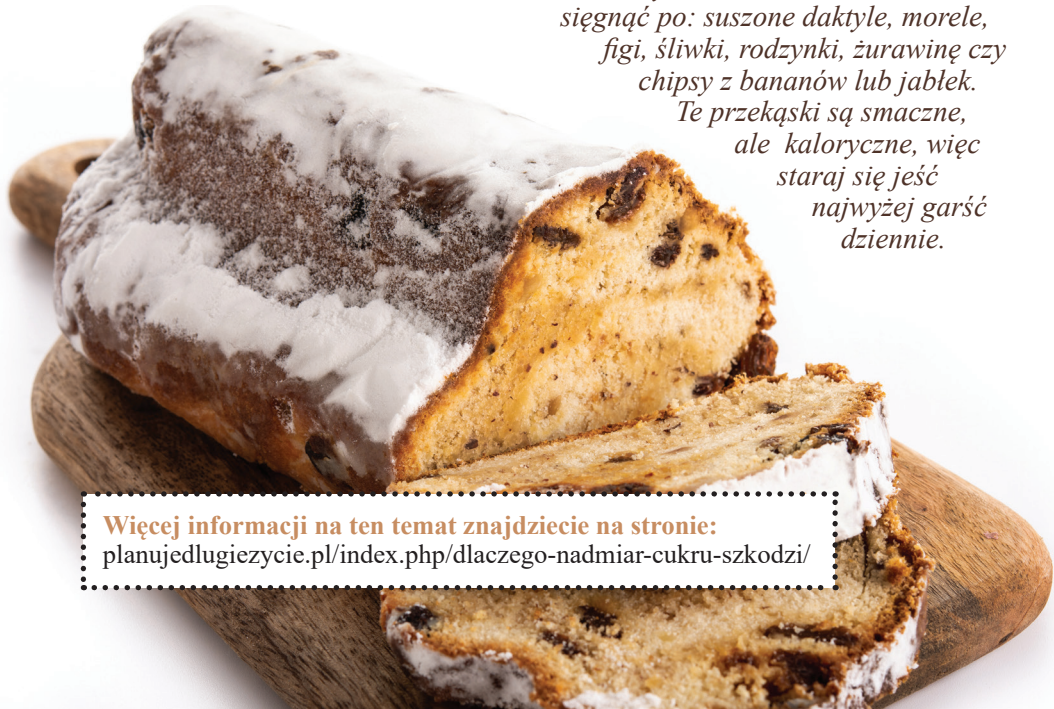 sięgnąć po: suszone daktyle, morele,
figi, śliwki, rodzynki, żurawinę czy
chipsy z bananów lub jabłek.
Te przekąski są smaczne,
ale kaloryczne, więc
staraj się jeść
najwyżej garść
dziennie.
Więcej informacji na ten temat znajdziecie na stronie:
planujedlugiezycie.pl/index.php/dlaczego-nadmiar-cukru-szkodzi/